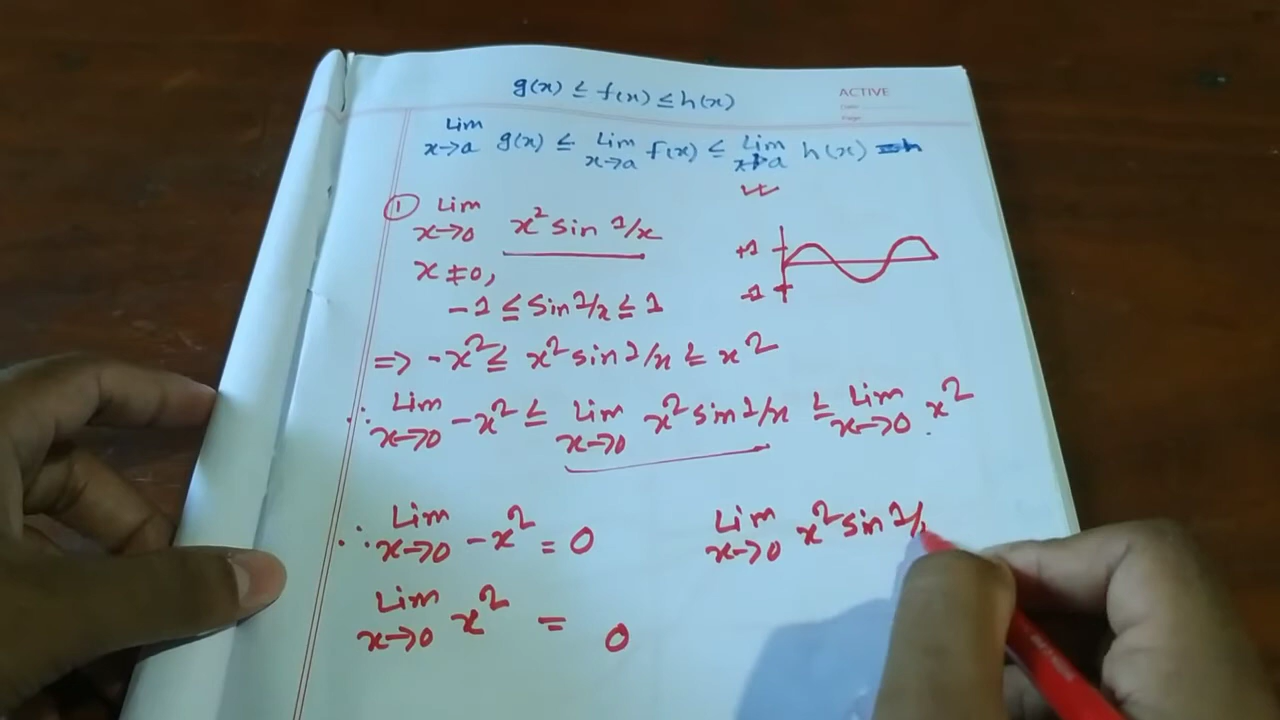 g(x) ≤ f(x) ≤ h(x)
ACTIVE
Date
Page
Lim x→a g(x) ≤ Lim x→a f(x) ≤ Lim x→a h(x)
① Lim x→0 x² sin 1/x
+1
x ≠ 0,
-1
-1 ≤ Sin 1/x ≤ 1
=> -x² ≤ x² sin 1/x ≤ x²
∴ Lim x→0 -x² ≤ Lim x→0 x² sin 1/x ≤ Lim x→0 x²
∴ Lim x→0 -x² = 0
Lim x→0 x² sin 1/
Lim x→0 x² = 0